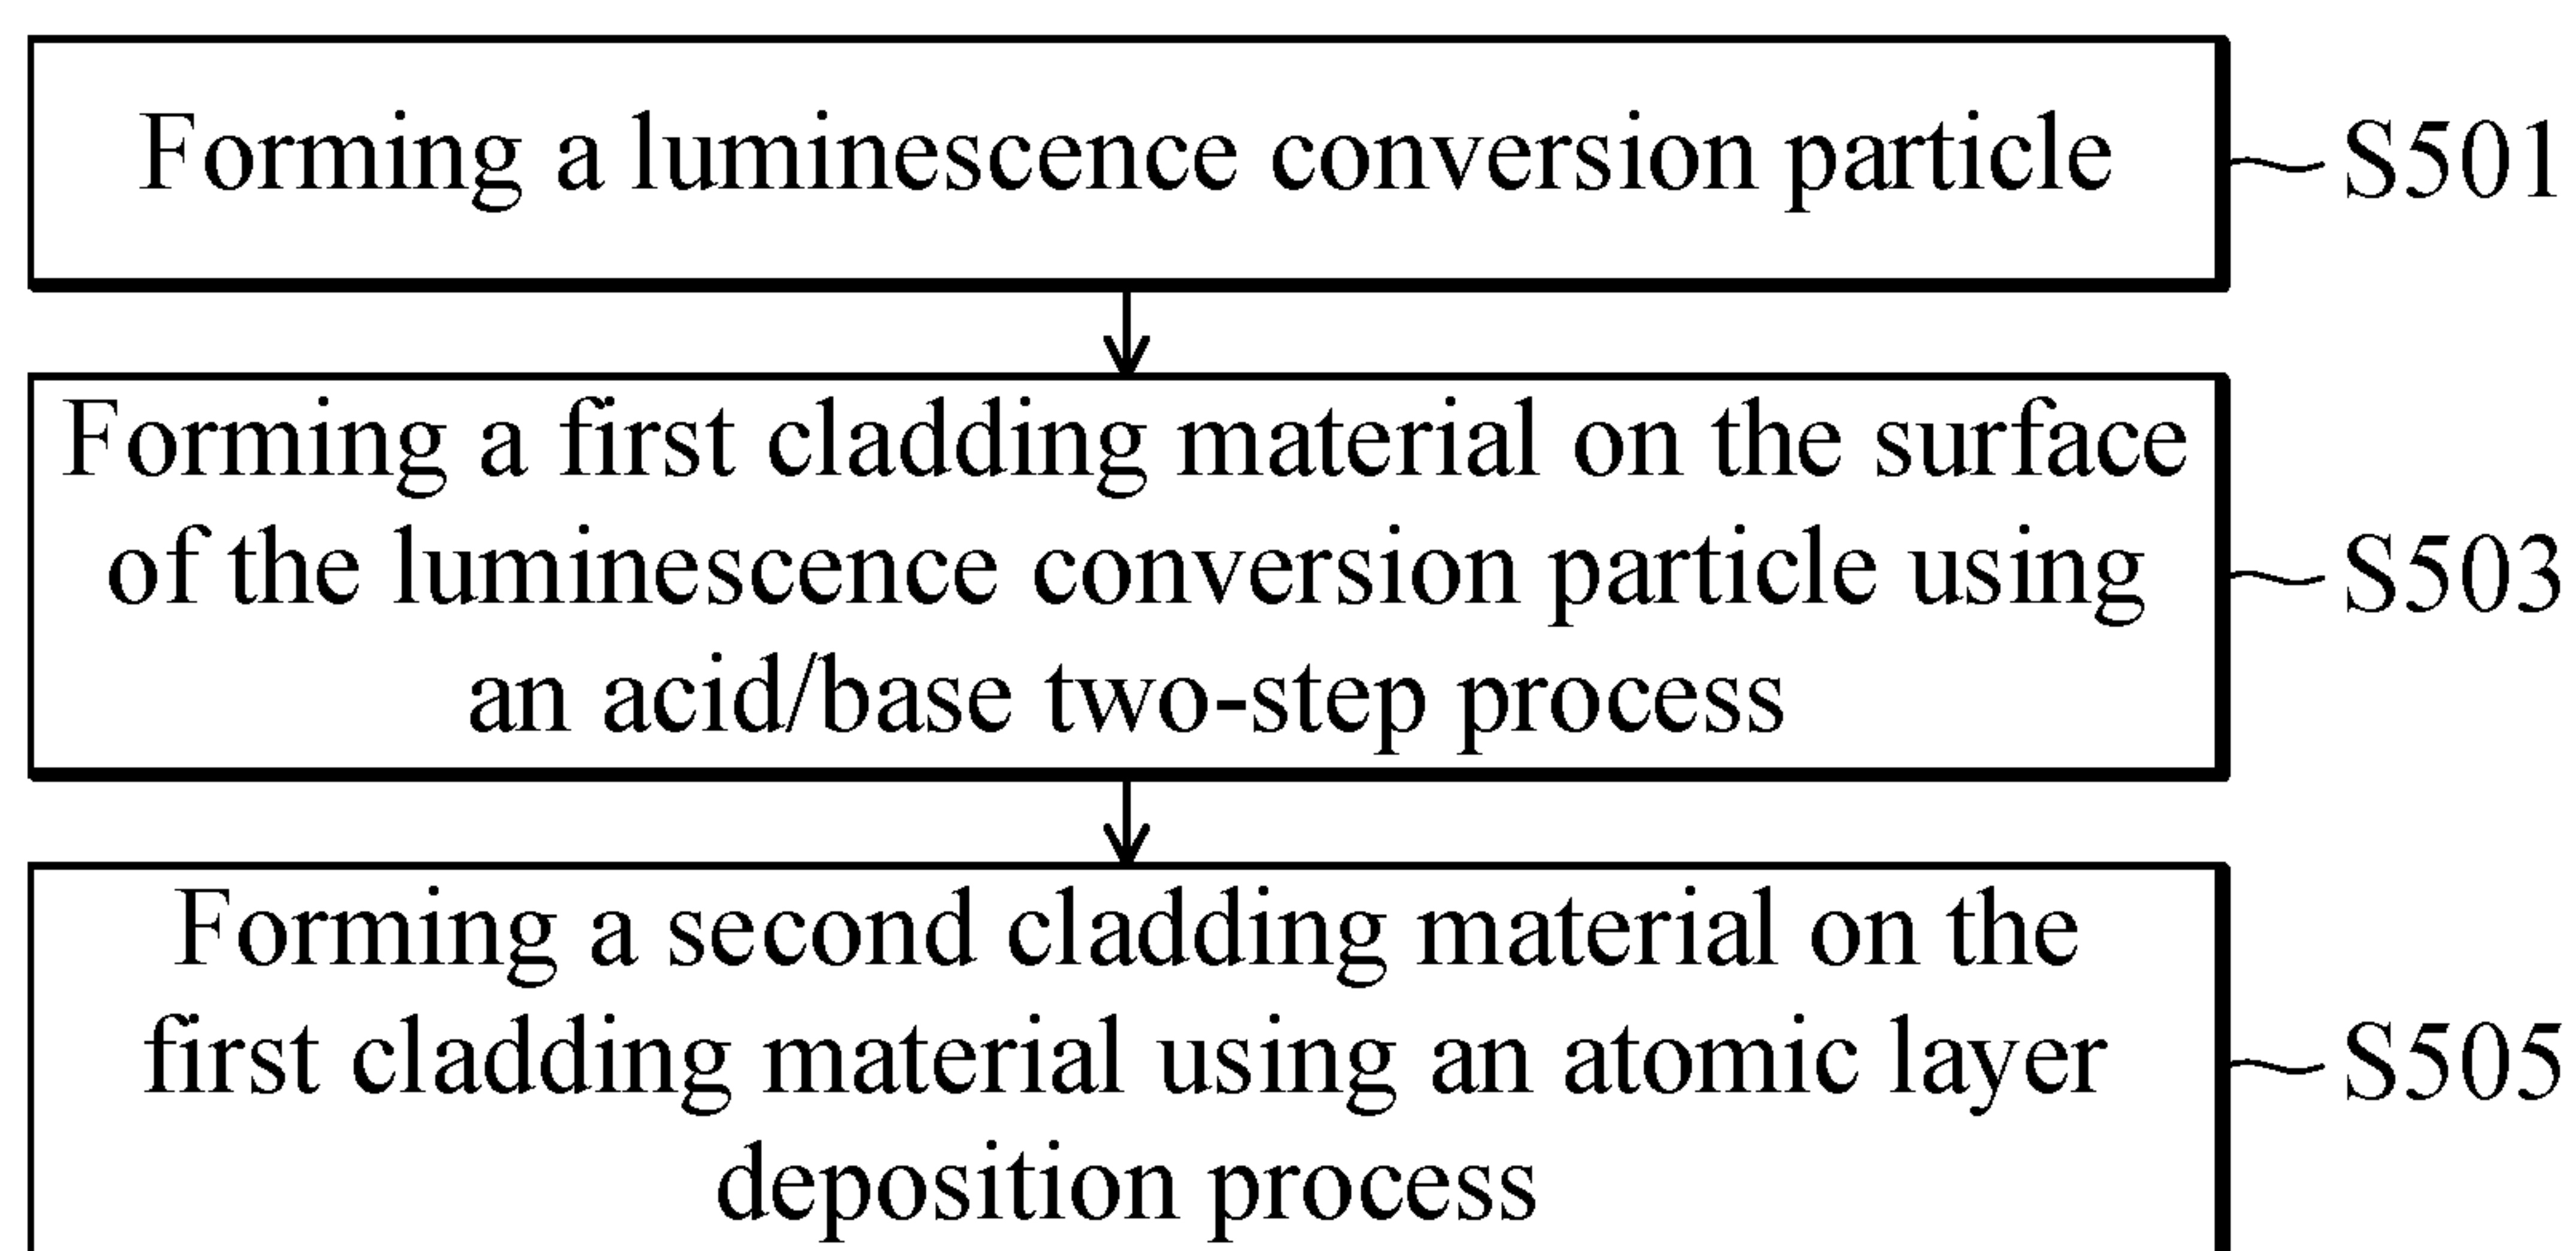 Forming a luminescence conversion particle
S501
Forming a first cladding material on the surface
of the luminescence conversion particle using
an acid/base two-step process
S503
Forming a second cladding material on the
first cladding material using an atomic layer
deposition process
S505